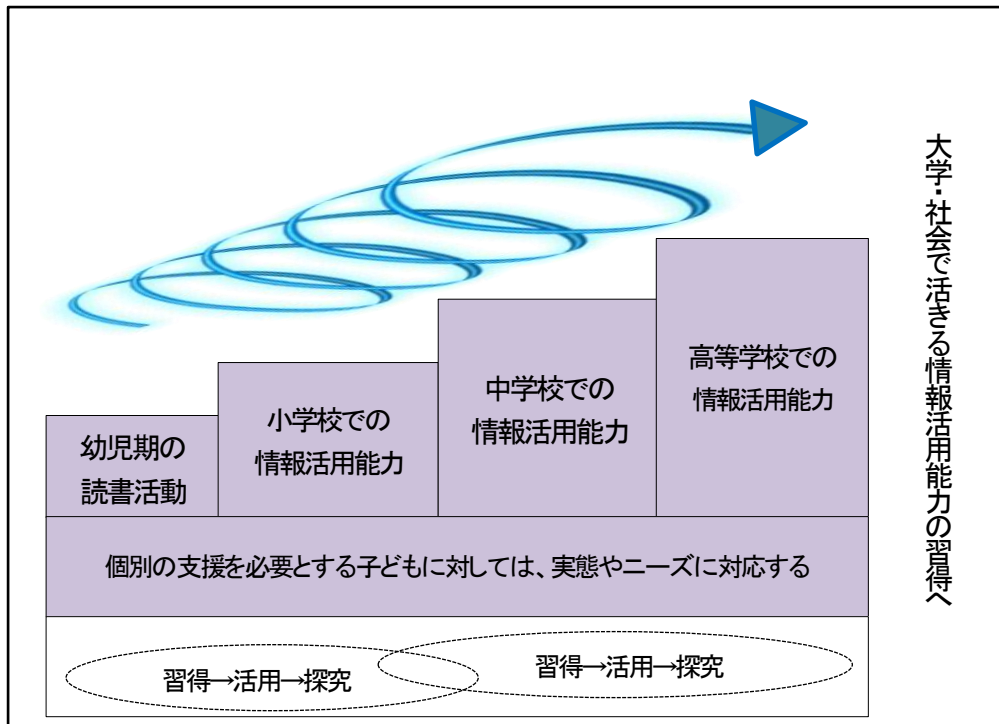 幼児期の
読書活動
小学校での
情報活用能力
中学校での
情報活用能力
高等学校での
情報活用能力
個別の支援を必要とする子どもに対しては、実態やニーズに対応する
習得→活用→探究
習得→活用→探究
大学・社会で活きる情報活用能力の習得へ